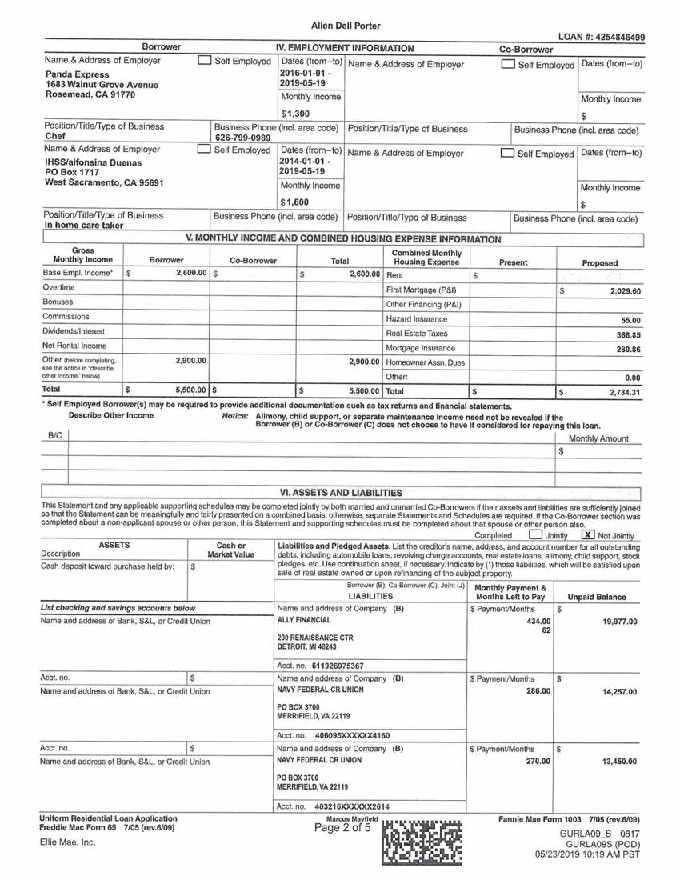 Allen Dell Porter
LOAN #: 4254846499
Borrower IV. EMPLOYMENT INFORMATION Co-Borrower
Name & Address of Employer Self Employed Dates (from–to) Name & Address of Employer Self Employed Dates (from–to)
Panda Express 2016-01-01 -
1683 Walnut Grove Avenue 2019-05-19
Rosemead, CA 91770 Monthly Income Monthly Income
$1,300 $
Position/Title/Type of Business Business Phone (incl. area code) Position/Title/Type of Business Business Phone (incl. area code)
Chef 626-799-0989
Name & Address of Employer Self Employed Dates (from–to) Name & Address of Employer Self Employed Dates (from–to)
IHSS/alfonsina Duenas 2014-01-01 -
PO Box 1717 2019-05-19
West Sacramento, CA 95691 Monthly Income Monthly Income
$1,600 $
Position/Title/Type of Business Business Phone (incl. area code) Position/Title/Type of Business Business Phone (incl. area code)
In home care taker
V. MONTHLY INCOME AND COMBINED HOUSING EXPENSE INFORMATION
Gross Monthly Income Borrower Co-Borrower Total Combined Monthly Housing Expense Present Proposed
Base Empl. Income* $ 2,600.00 $ $ 2,600.00 Rent $
Overtime First Mortgage (P&I) $ 2,029.60
Bonuses Other Financing (P&I)
Commissions Hazard Insurance 55.00
Dividends/Interest Real Estate Taxes 368.85
Net Rental Income Mortgage Insurance 280.86
Other (before completing, see the notice in "describe other income" below) 2,900.00 2,900.00 Homeowner Assn. Dues
Other: 0.00
Total $ 5,500.00 $ $ 5,500.00 Total $ $ 2,734.31
* Self Employed Borrower(s) may be required to provide additional documentation such as tax returns and financial statements.
Describe Other Income Notice: Alimony, child support, or separate maintenance income need not be revealed if the
Borrower (B) or Co-Borrower (C) does not choose to have it considered for repaying this loan.
B/C Monthly Amount
$
VI. ASSETS AND LIABILITIES
This Statement and any applicable supporting schedules may be completed jointly by both married and unmarried Co-Borrowers if their assets and liabilities are sufficiently joined
so that the Statement can be meaningfully and fairly presented on a combined basis; otherwise, separate Statements and Schedules are required. If the Co-Borrower section was
completed about a non-applicant spouse or other person, this Statement and supporting schedules must be completed about that spouse or other person also.
Completed Jointly X Not Jointly
ASSETS Cash or Liabilities and Pledged Assets. List the creditor's name, address, and account number for all outstanding
Description Market Value debts, including automobile loans, revolving charge accounts, real estate loans, alimony, child support, stock
Cash deposit toward purchase held by: $ pledges, etc. Use continuation sheet, if necessary. Indicate by (*) those liabilities, which will be satisfied upon
sale of real estate owned or upon refinancing of the subject property.
Borrower (B); Co-Borrower (C); Joint (J) Monthly Payment &
LIABILITIES Months Left to Pay Unpaid Balance
List checking and savings accounts below Name and address of Company (B) $ Payment/Months $
Name and address of Bank, S&L, or Credit Union ALLY FINANCIAL 434.00 19,877.00
62
200 RENAISSANCE CTR
DETROIT, MI 48243
Acct. no. 611926975367
Acct. no. $ Name and address of Company (B) $ Payment/Months $
Name and address of Bank, S&L, or Credit Union NAVY FEDERAL CR UNION 286.00 14,257.00
PO BOX 3700
MERRIFIELD, VA 22119
Acct. no. 406095XXXXXX4160
Acct. no. $ Name and address of Company (B) $ Payment/Months $
Name and address of Bank, S&L, or Credit Union NAVY FEDERAL CR UNION 270.00 13,450.00
PO BOX 3700
MERRIFIELD, VA 22119
Acct. no. 403216XXXXXX2614
Uniform Residential Loan Application Marcus Mayfield Fannie Mae Form 1003 7/05 (rev.6/09)
Freddie Mac Form 65 7/05 (rev.6/09) Page 2 of 5
GURLA09_S 0817
Ellie Mae, Inc. GURLA09S (POD)
05/23/2019 10:19 AM PST